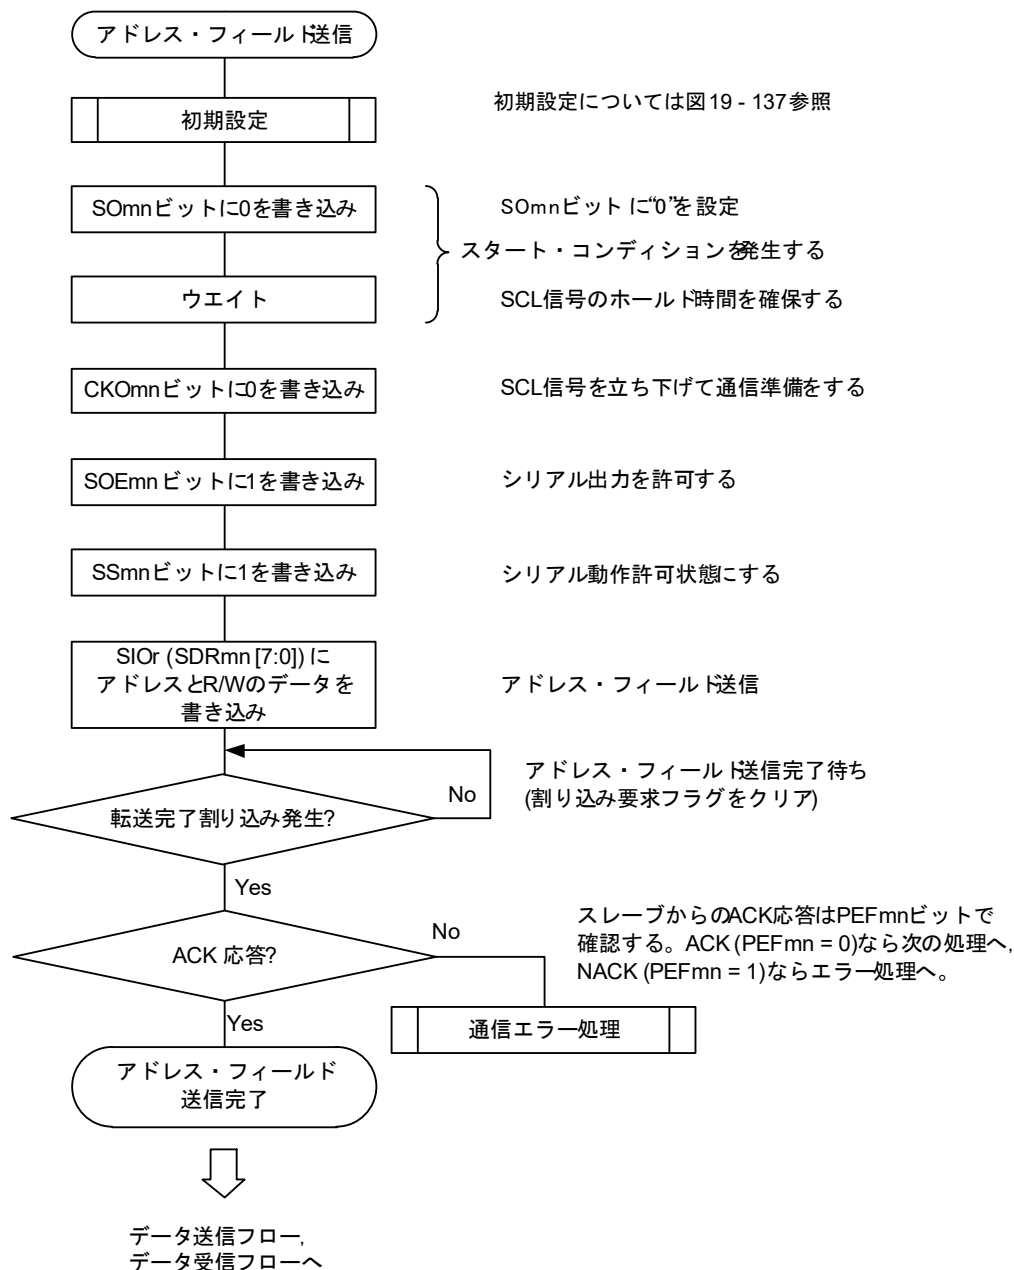 アドレス・フィールド送信
初期設定
初期設定については図19 - 137参照
SOmnビットに0を書き込み
SOmnビットに“0”を設定
スタート・コンディションを発生する
ウエイト
SCL信号のホールド時間を確保する
CKOmnビットに0を書き込み
SCL信号を立ち下げて通信準備をする
SOEmnビットに1を書き込み
シリアル出力を許可する
SSmnビットに1を書き込み
シリアル動作許可状態にする
SIOr (SDRmn [7:0]) に
アドレスとR/Wのデータを
書き込み
アドレス・フィールド送信
アドレス・フィールド送信完了待ち
(割り込み要求フラグをクリア)
転送完了割り込み発生?
No
Yes
スレーブからのACK応答はPEFmnビットで
確認する。ACK (PEFmn = 0)なら次の処理へ,
NACK (PEFmn = 1)ならエラー処理へ。
ACK 応答?
No
Yes
通信エラー処理
アドレス・フィールド
送信完了
データ送信フロー,
データ受信フローへ